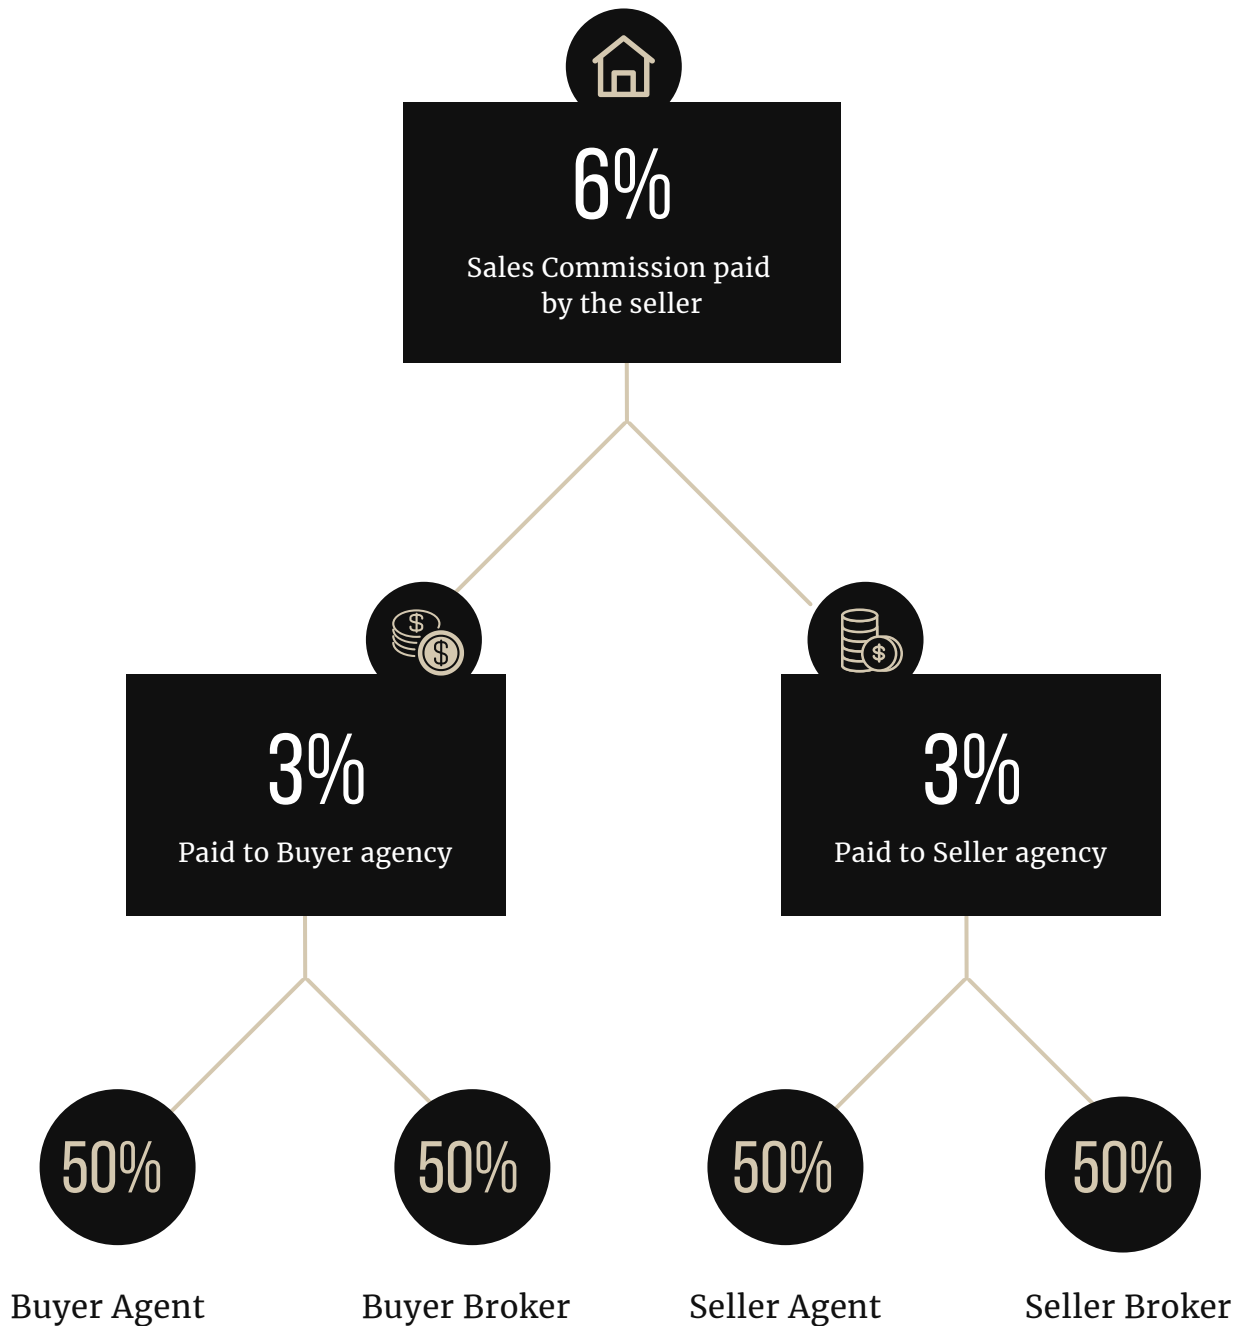 6%
Sales Commission paid
by the seller
$
$
$
3%
Paid to Buyer agency
3%
Paid to Seller agency
50%
50%
50%
50%
Buyer Agent
Buyer Broker
Seller Agent
Seller Broker